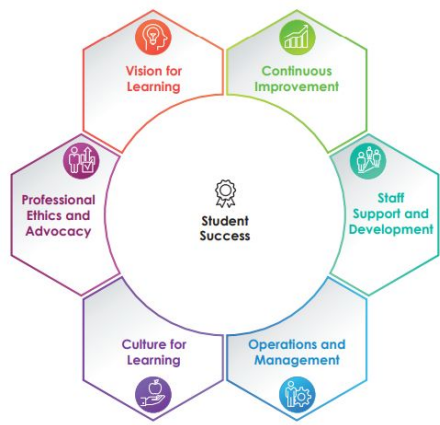 Vision for
Learning
Continuous
Improvement
Professional
Ethics and
Advocacy
Student
Success
Staff
Support and
Development
Culture for
Learning
Operations and
Management